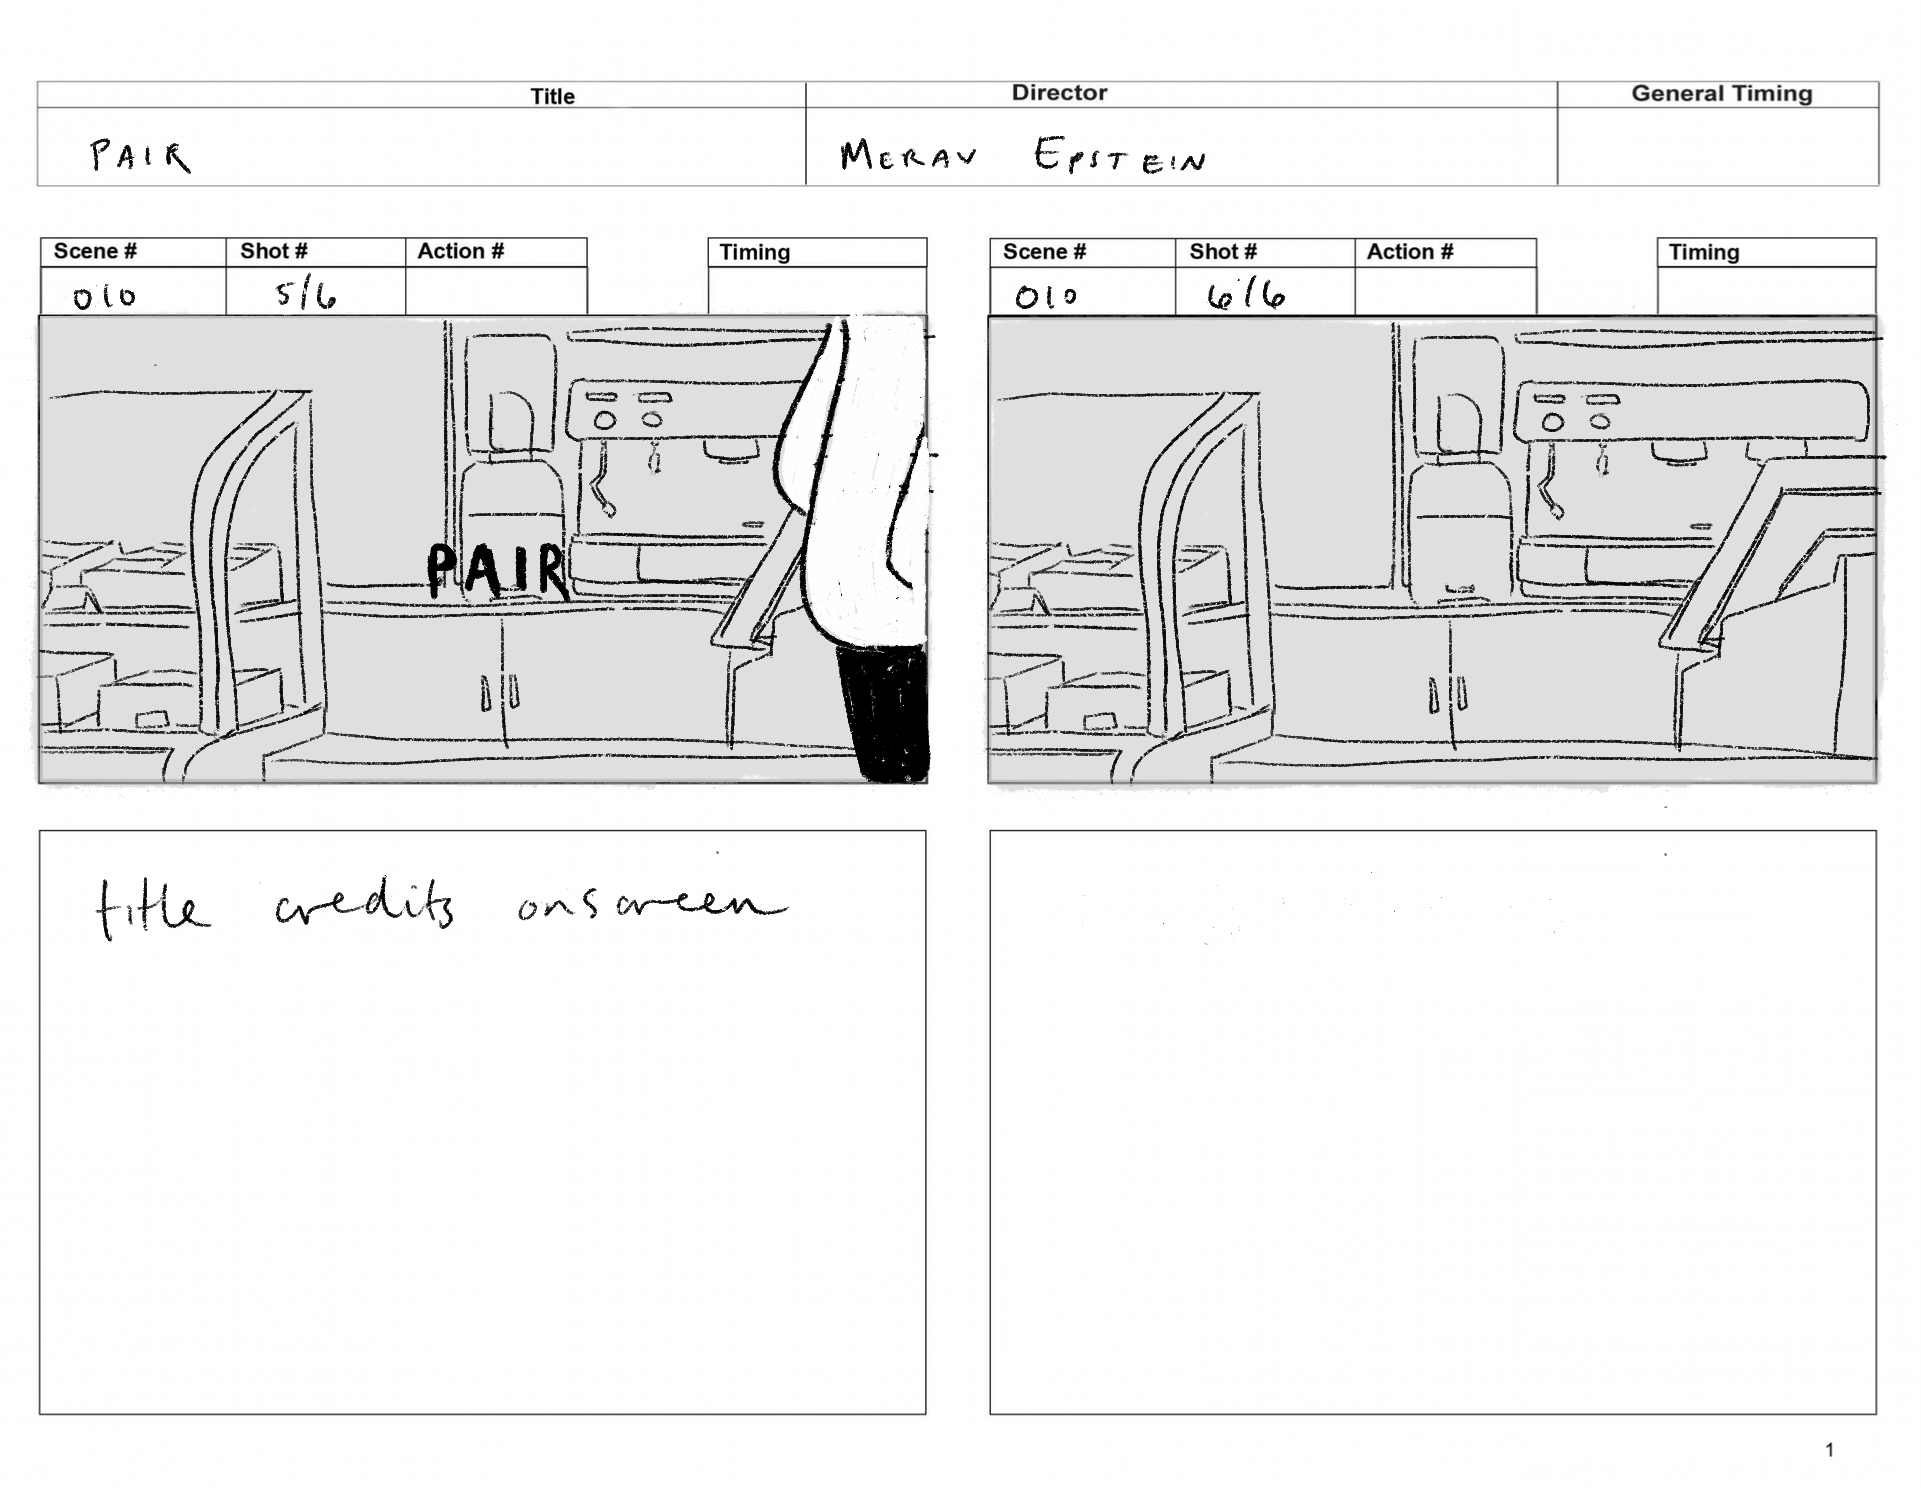 Title Director General Timing
PAIR MERAV EPSTEIN
Scene # Shot # Action # Timing
010 5/6
PAIR
title credits onscreen
Scene # Shot # Action # Timing
010 6/6
1